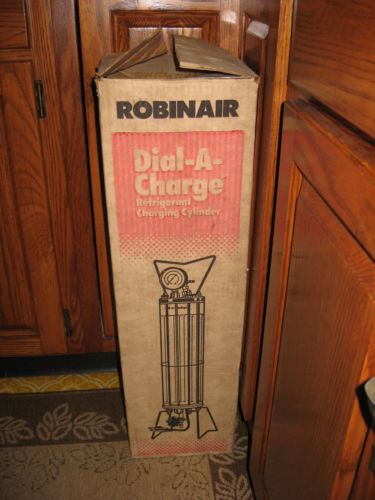 ROBINAIR
Dial-A-
Charge
Refrigerant
Charging Cylinder